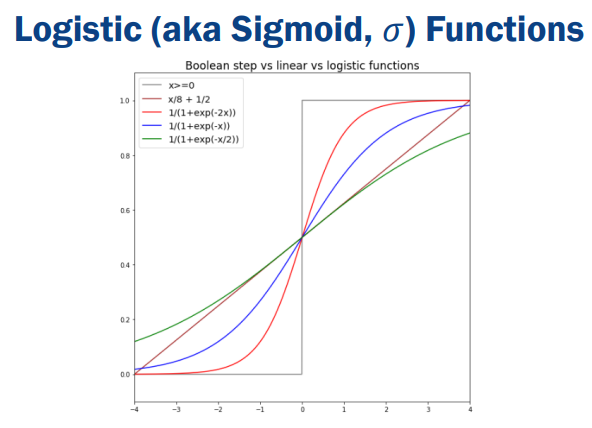 Logistic (aka Sigmoid, σ) Functions
Boolean step vs linear vs logistic functions
x>=0
x/8 + 1/2
1/(1+exp(-2x))
1/(1+exp(-x))
1/(1+exp(-x/2))
1.0
0.8
0.6
0.4
0.2
0.0
−4 −3 −2 −1 0 1 2 3 4